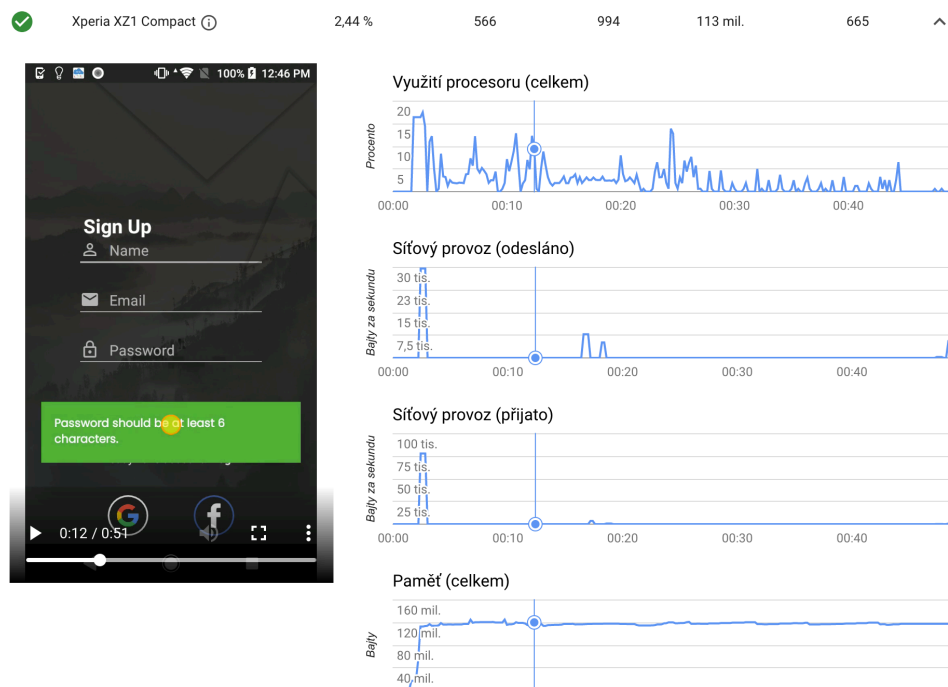 Xperia XZ1 Compact 2,44 % 566 994 113 mil. 665
100% 12:46 PM
Sign Up
Name
Email
Password
Password should be at least 6
characters.
G
f
0:12 / 0:51
Využití procesoru (celkem)
Procento
20
15
10
5
00:00 00:10 00:20 00:30 00:40
Síťový provoz (odesláno)
Bajty za sekundu
30 tis.
23 tis.
15 tis.
7,5 tis.
00:00 00:10 00:20 00:30 00:40
Síťový provoz (přijato)
Bajty za sekundu
100 tis.
75 tis.
50 tis.
25 tis.
00:00 00:10 00:20 00:30 00:40
Paměť (celkem)
Bajty
160 mil.
120 mil.
80 mil.
40 mil.